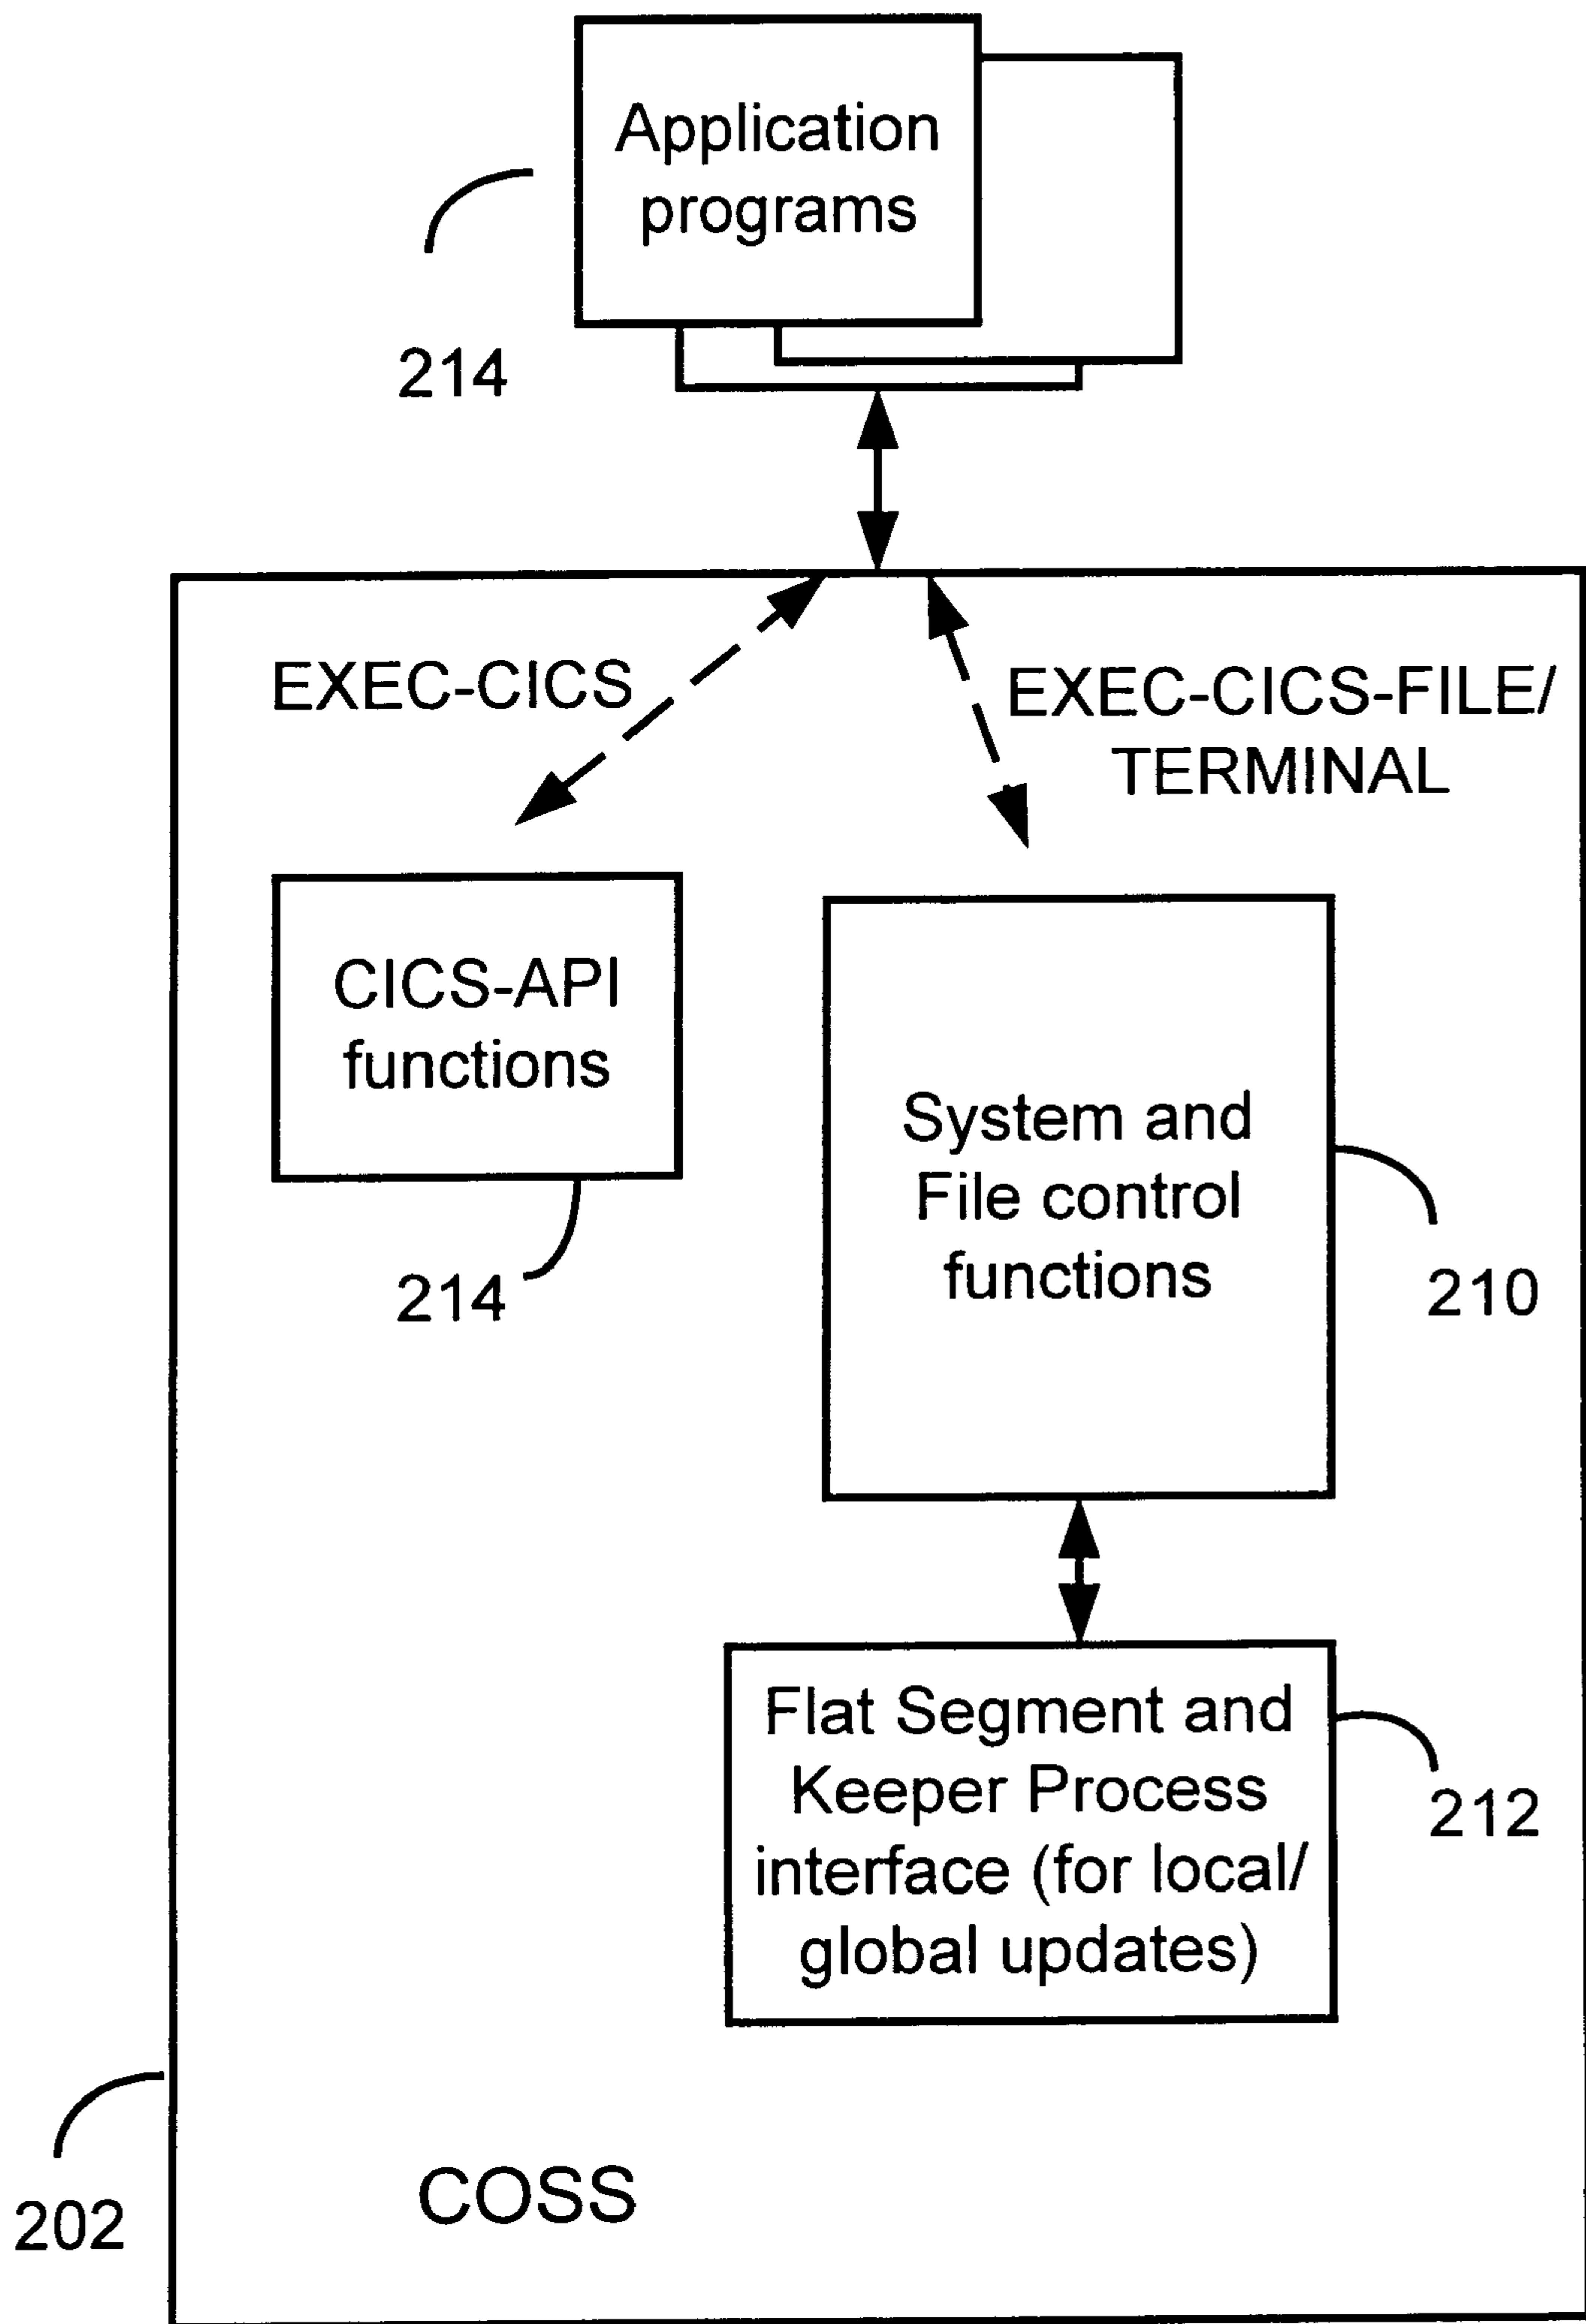 Application
programs
214
EXEC-CICS
EXEC-CICS-FILE/
TERMINAL
CICS-API
functions
214
System and
File control
functions
210
Flat Segment and
Keeper Process
interface (for local/
global updates)
212
202
COSS